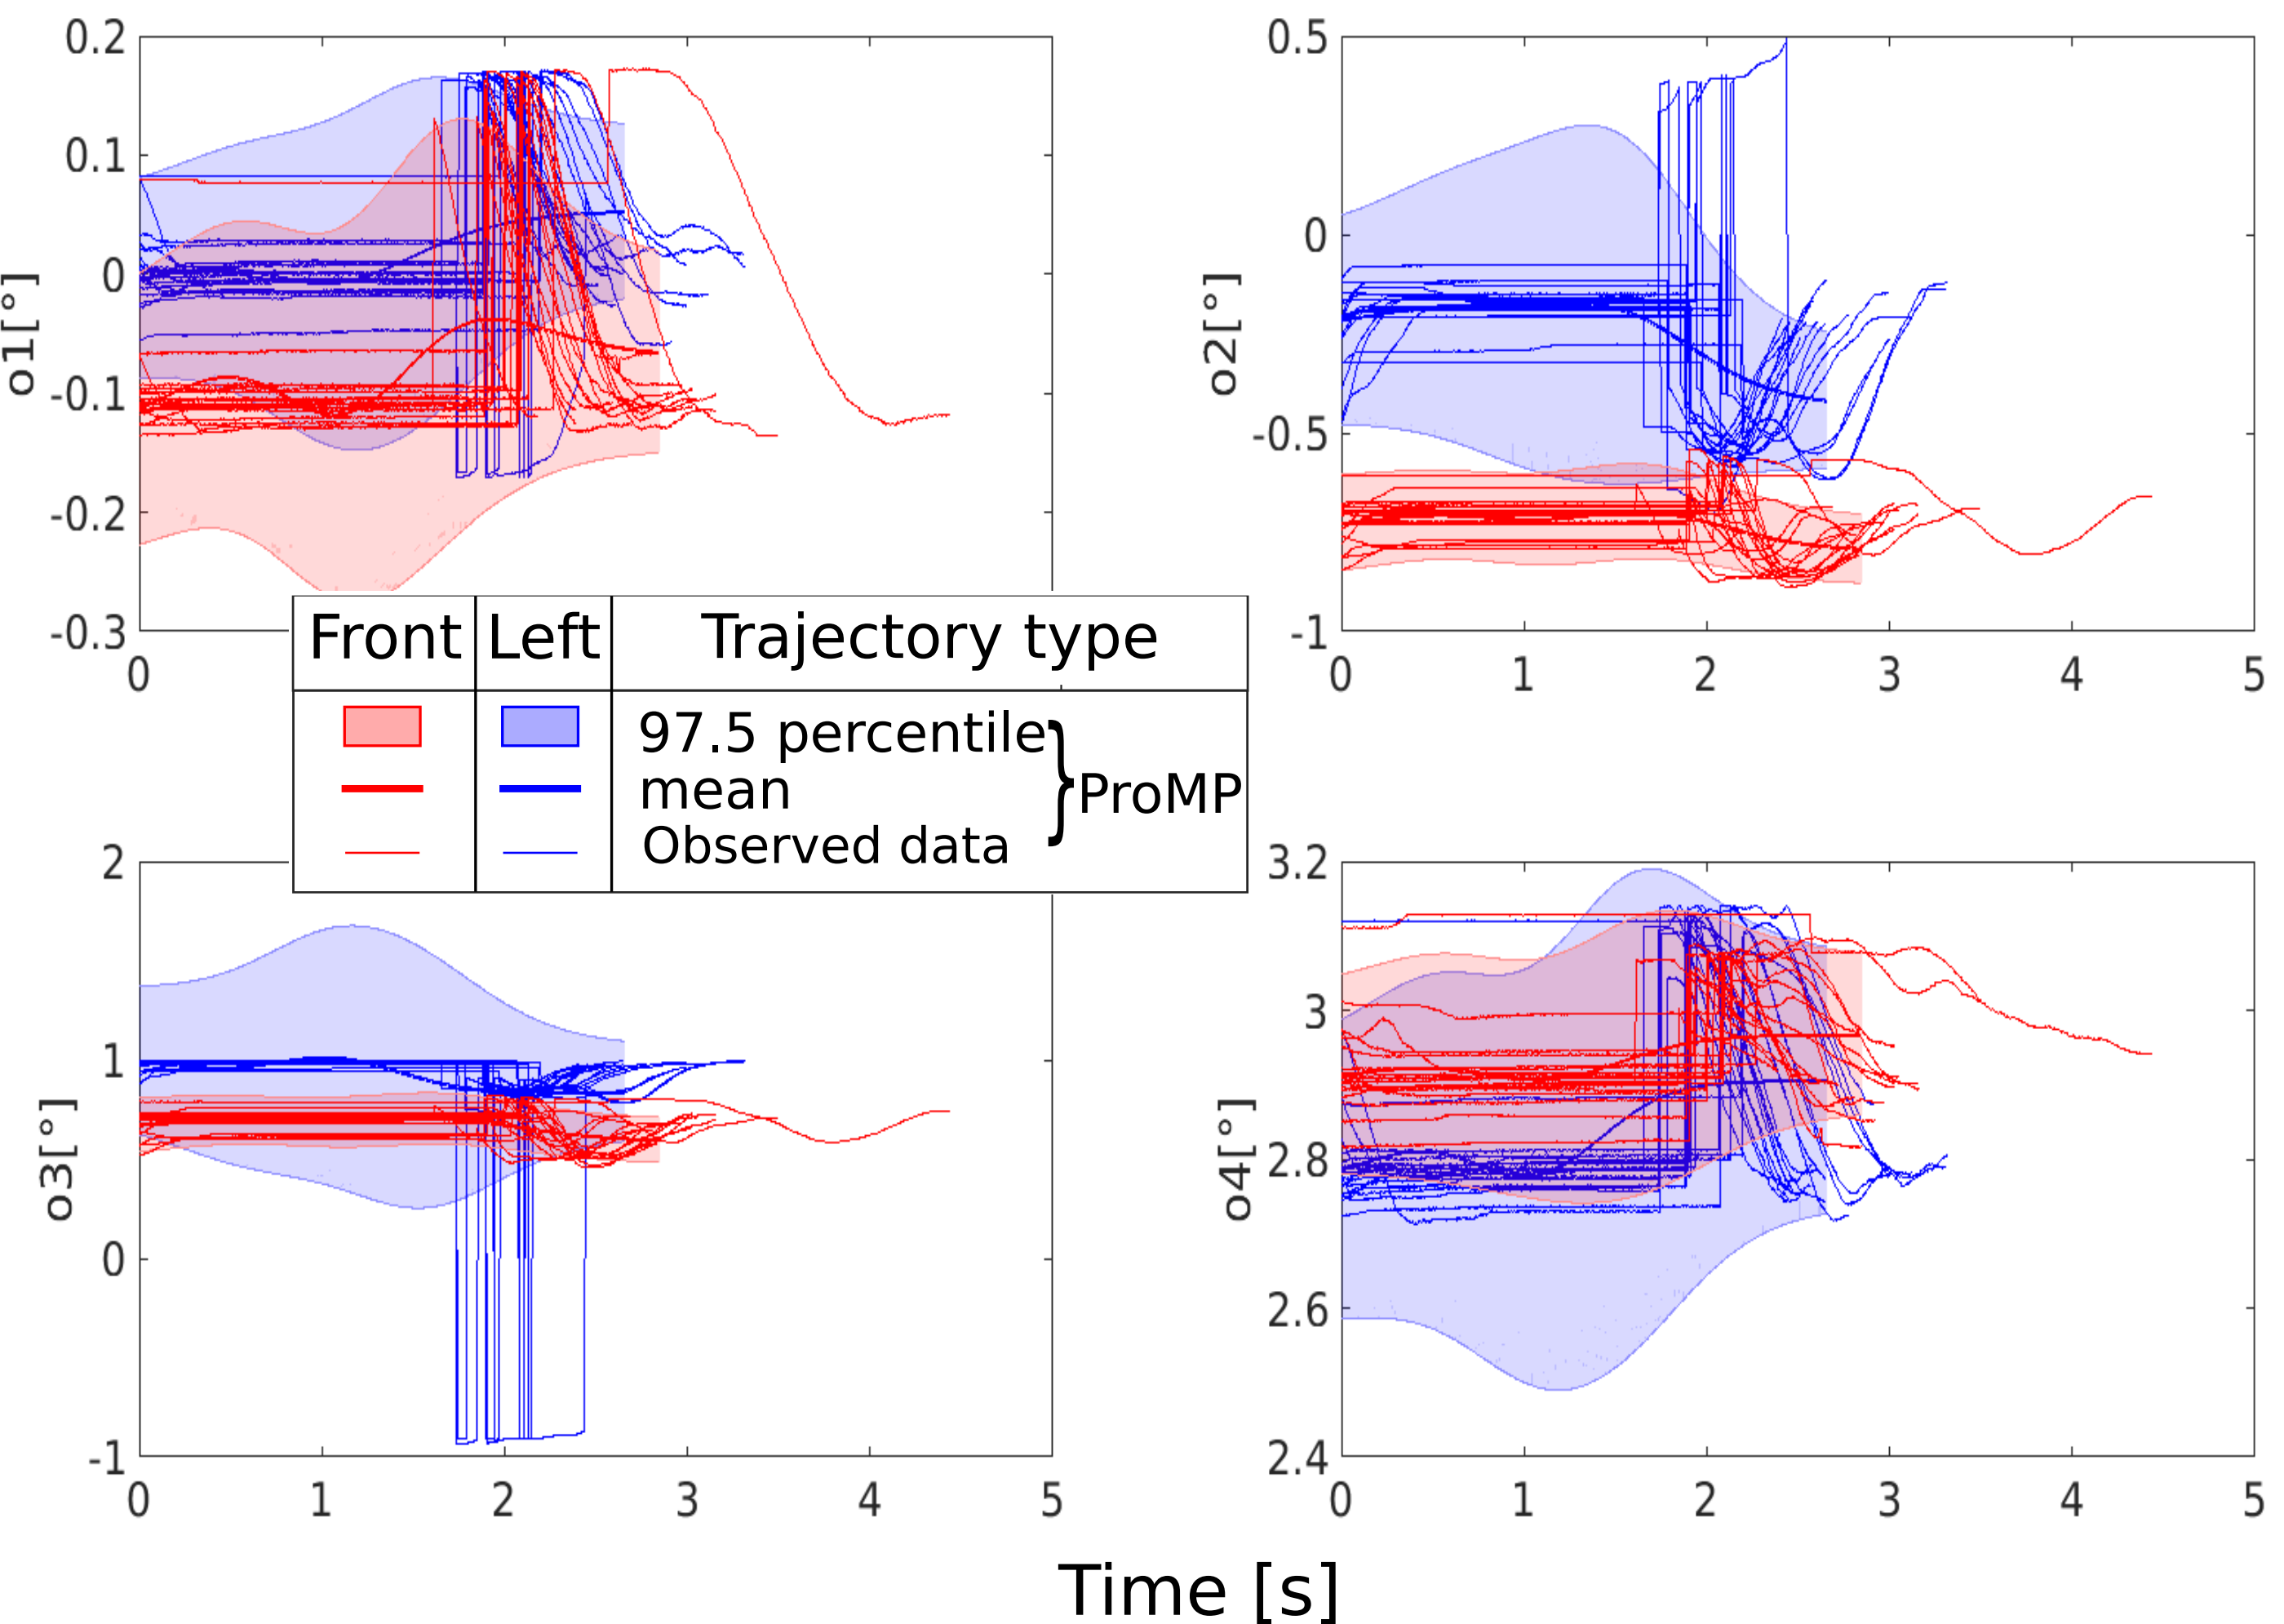 0.2
0.1
0
-0.1
-0.2
-0.3
o1[°]
0
0.5
0
-0.5
-1
o2[°]
0 1 2 3 4 5
Front Left Trajectory type
97.5 percentile
mean
Observed data
} ProMP
2
1
0
-1
o3[°]
0 1 2 3 4 5
3.2
3
2.8
2.6
2.4
o4[°]
0 1 2 3 4 5
Time [s]